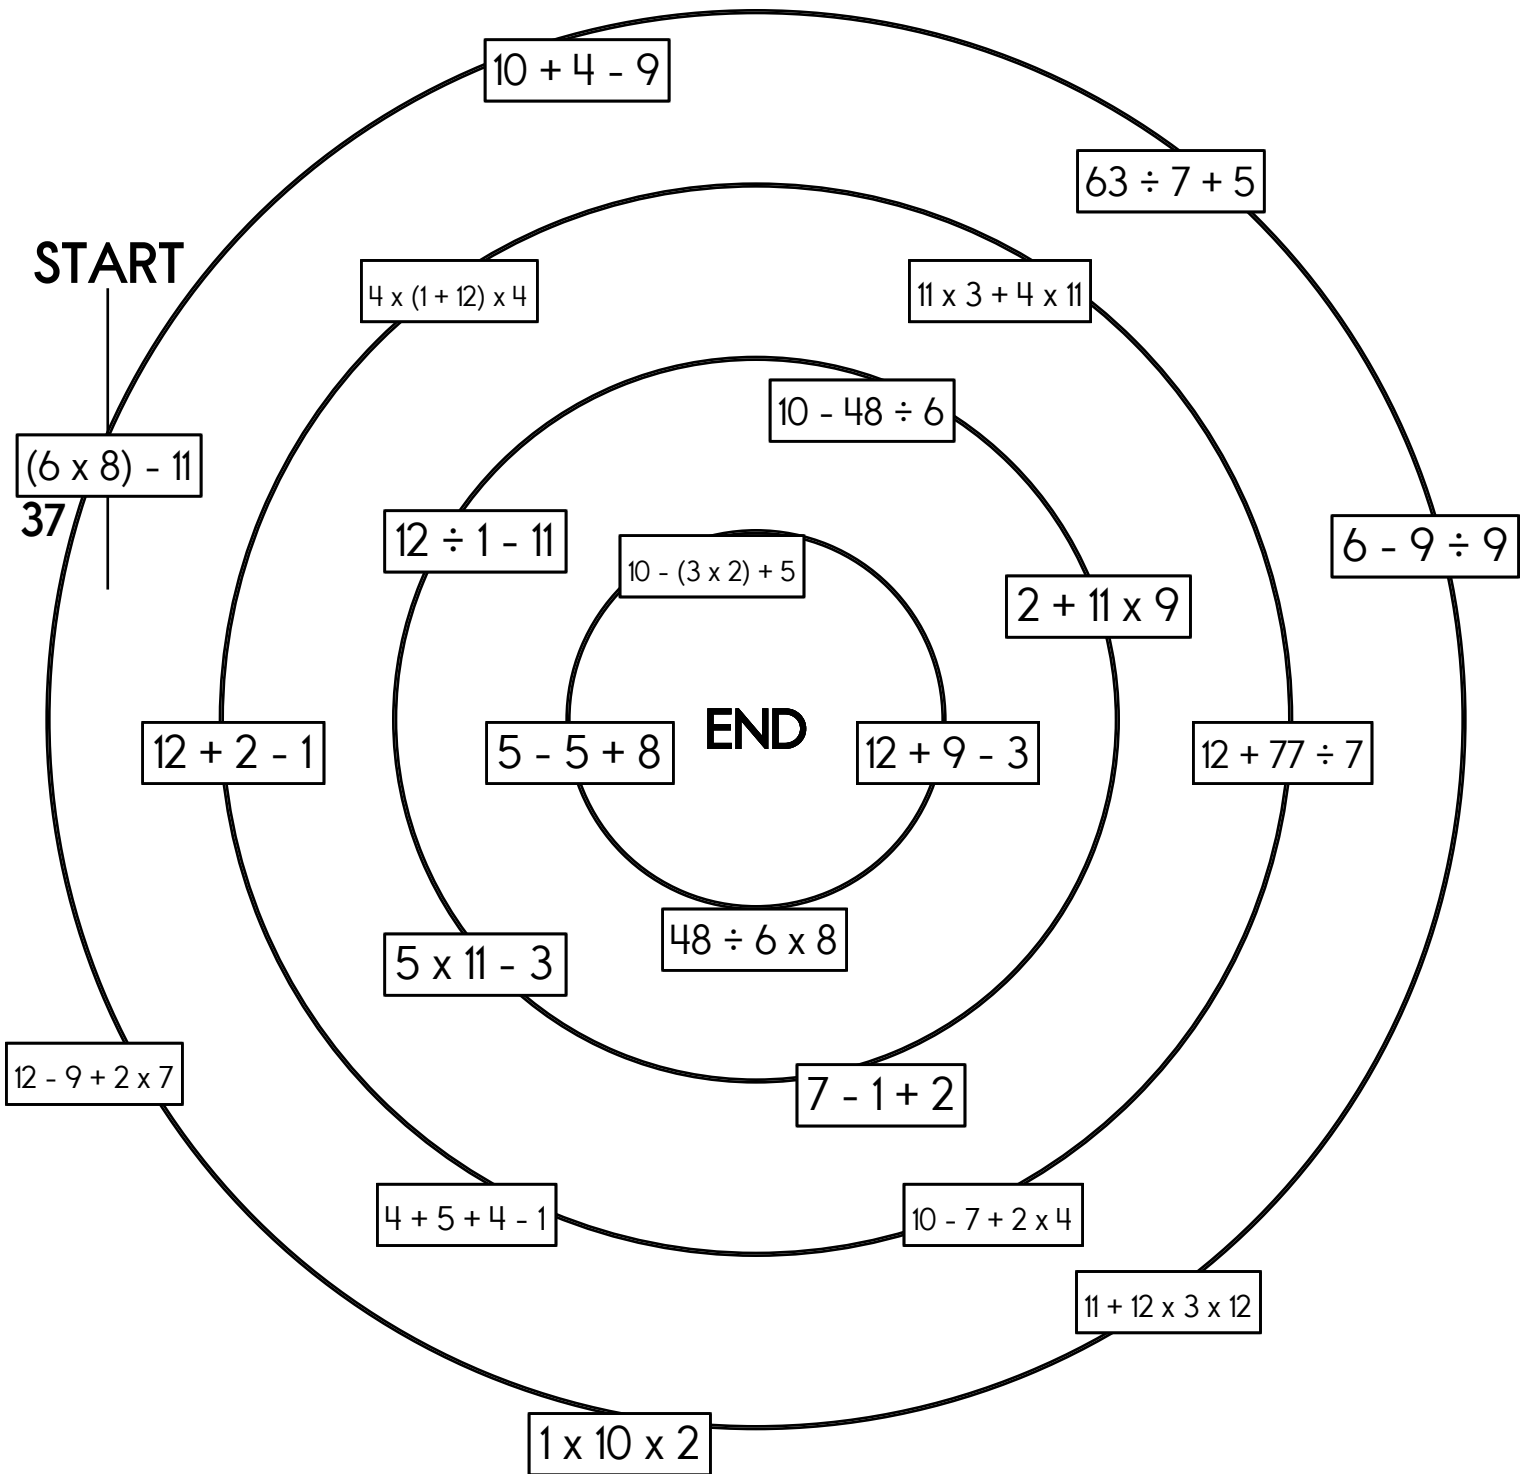 10 + 4 - 9
63 ÷ 7 + 5
START
4 x (1 + 12) x 4
11 x 3 + 4 x 11
10 - 48 ÷ 6
(6 x 8) - 11
37
12 ÷ 1 - 11
6 - 9 ÷ 9
10 - (3 x 2) + 5
2 + 11 x 9
END
12 + 2 - 1
5 - 5 + 8
12 + 9 - 3
12 + 77 ÷ 7
48 ÷ 6 x 8
5 x 11 - 3
12 - 9 + 2 x 7
7 - 1 + 2
4 + 5 + 4 - 1
10 - 7 + 2 x 4
11 + 12 x 3 x 12
1 x 10 x 2